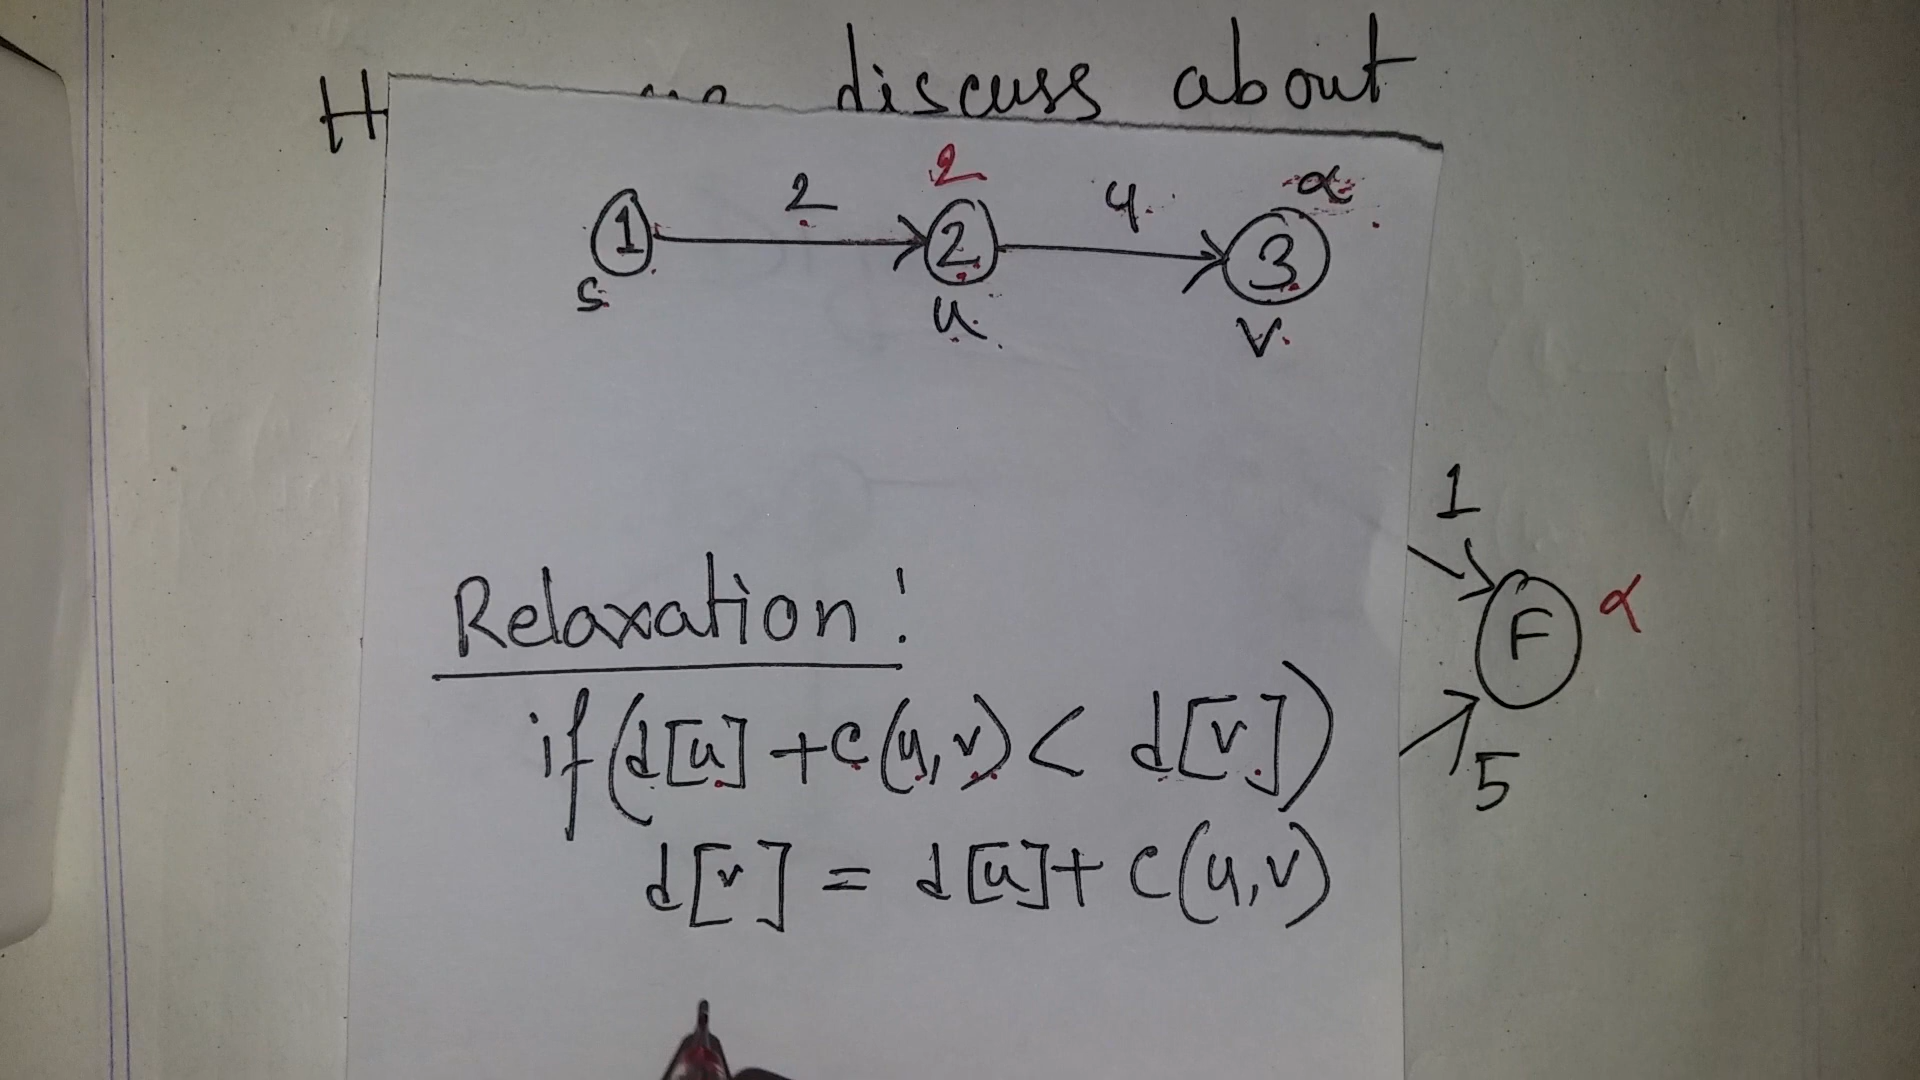 discuss about
2 2 4 α
1 2 3
s u v
1
F α
5
Relaxation:
if(d[u]+c(u,v)< d[v])
d[v] = d[u]+ c(u,v)